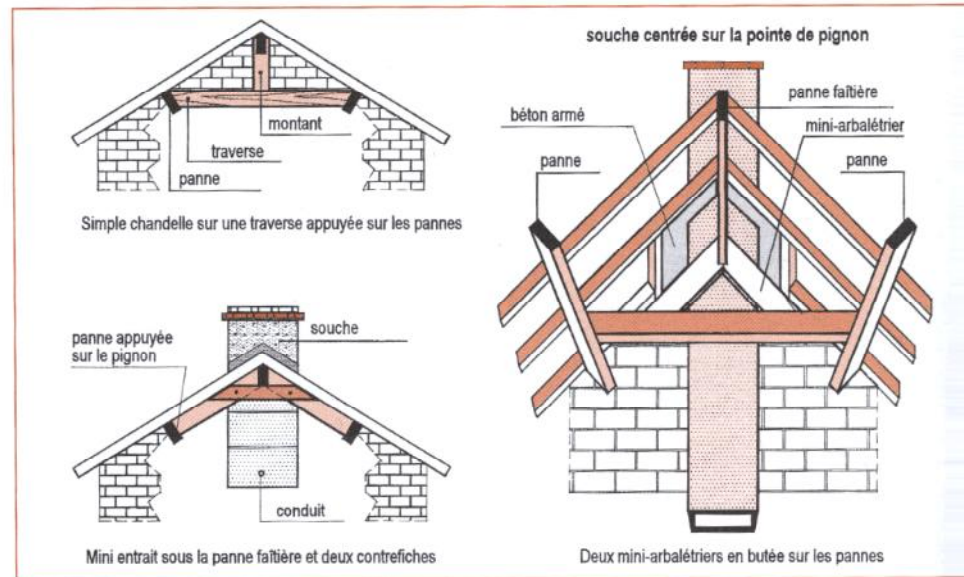 souche centrée sur la pointe de pignon
montant
traverse
panne
Simple chandelle sur une traverse appuyée sur les pannes
panne appuyée
sur le pignon
souche
conduit
Mini entrait sous la panne faîtière et deux contrefiches
béton armé
panne faîtière
mini-arbalétrier
panne
panne
Deux mini-arbalétriers en butée sur les pannes